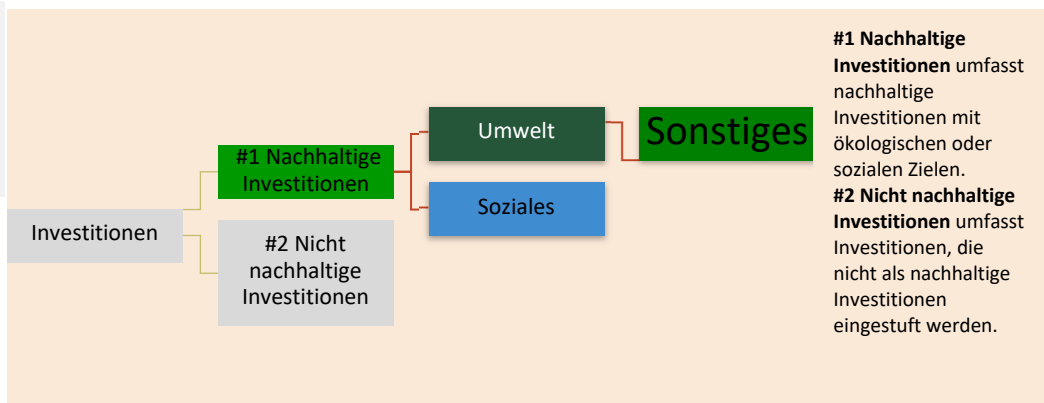 Investitionen
#1 Nachhaltige
Investitionen
#2 Nicht
nachhaltige
Investitionen
Umwelt
Soziales
Sonstiges
#1 Nachhaltige
Investitionen umfasst
nachhaltige
Investitionen mit
ökologischen oder
sozialen Zielen.
#2 Nicht nachhaltige
Investitionen umfasst
Investitionen, die
nicht als nachhaltige
Investitionen
eingestuft werden.